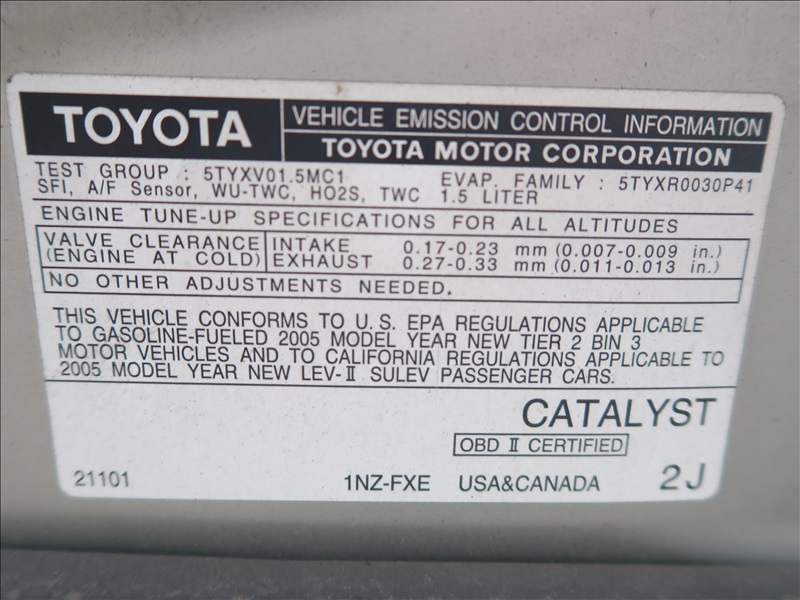 TOYOTA
VEHICLE EMISSION CONTROL INFORMATION
TOYOTA MOTOR CORPORATION
TEST GROUP : 5TYXV01.5MC1 EVAP. FAMILY : 5TYXR0030P41
SFI, A/F Sensor, WU-TWC, HO2S, TWC 1.5 LITER
ENGINE TUNE-UP SPECIFICATIONS FOR ALL ALTITUDES
VALVE CLEARANCE INTAKE 0.17-0.23 mm (0.007-0.009 in.)
(ENGINE AT COLD) EXHAUST 0.27-0.33 mm (0.011-0.013 in.)
NO OTHER ADJUSTMENTS NEEDED.
THIS VEHICLE CONFORMS TO U.S. EPA REGULATIONS APPLICABLE
TO GASOLINE-FUELED 2005 MODEL YEAR NEW TIER 2 BIN 3
MOTOR VEHICLES AND TO CALIFORNIA REGULATIONS APPLICABLE TO
2005 MODEL YEAR NEW LEV-II SULEV PASSENGER CARS.
CATALYST
OBD II CERTIFIED
21101 1NZ-FXE USA&CANADA 2J